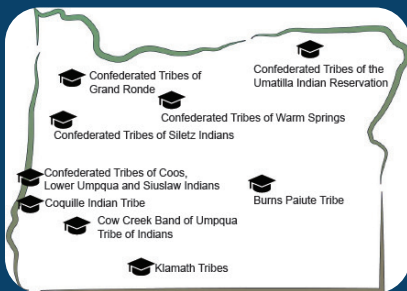 Confederated Tribes of
Grand Ronde
Confederated Tribes of the
Umatilla Indian Reservation
Confederated Tribes of Warm Springs
Confederated Tribes of Siletz Indians
Confederated Tribes of Coos,
Lower Umpqua and Siuslaw Indians
Burns Paiute Tribe
Coquille Indian Tribe
Cow Creek Band of Umpqua
Tribe of Indians
Klamath Tribes